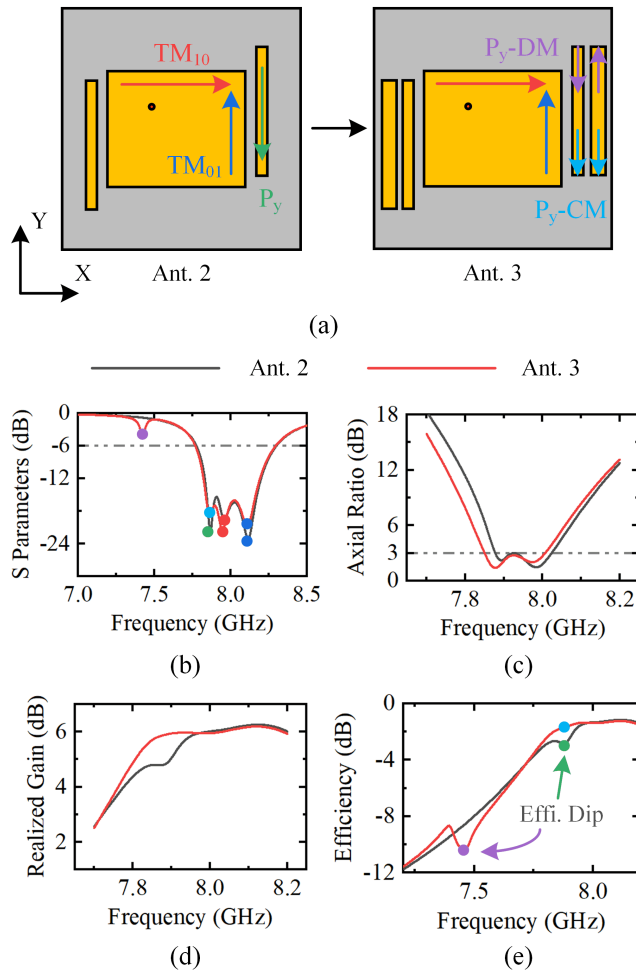 TM10
TM01
Py
Py-DM
Py-CM
Y
X
Ant. 2
Ant. 3
(a)
Ant. 2
Ant. 3
S Parameters (dB)
0
-6
-12
-24
7.0 7.5 8.0 8.5
Frequency (GHz)
(b)
Axial Ratio (dB)
18
12
6
3
0
7.8 8.0 8.2
Frequency (GHz)
(c)
Realized Gain (dB)
6
4
2
7.8 8.0 8.2
Frequency (GHz)
(d)
Efficiency (dB)
0
-4
-8
-12
7.5 8.0
Effi. Dip
Frequency (GHz)
(e)